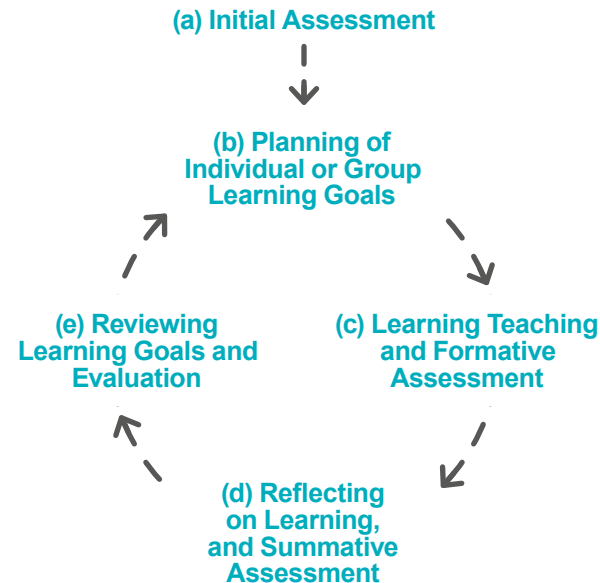 (a) Initial Assessment
(b) Planning of
Individual or Group
Learning Goals
(c) Learning Teaching
and Formative
Assessment
(d) Reflecting
on Learning,
and Summative
Assessment
(e) Reviewing
Learning Goals and
Evaluation